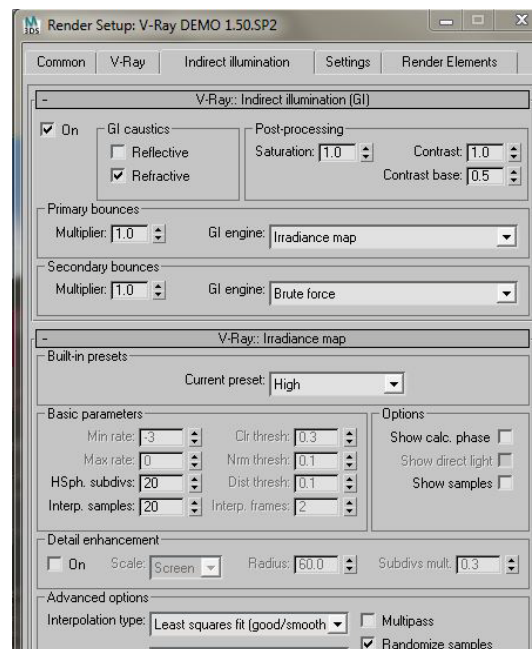 Render Setup: V-Ray DEMO 1.50.SP2
Common V-Ray Indirect illumination Settings Render Elements
- V-Ray:: Indirect illumination (GI)
On
GI caustics
Reflective
Refractive
Post-processing
Saturation: 1.0 Contrast: 1.0
Contrast base: 0.5
Primary bounces
Multiplier: 1.0 GI engine: Irradiance map
Secondary bounces
Multiplier: 1.0 GI engine: Brute force
- V-Ray:: Irradiance map
Built-in presets
Current preset: High
Basic parameters
Min rate: -3 Clr thresh: 0.3
Max rate: 0 Nrm thresh: 0.1
HSph. subdivs: 20 Dist thresh: 0.1
Interp. samples: 20 Interp. frames: 2
Options
Show calc. phase
Show direct light
Show samples
Detail enhancement
On Scale: Screen Radius: 60.0 Subdivs mult. 0.3
Advanced options
Interpolation type: Least squares fit (good/smooth Multipass
Randomize samples